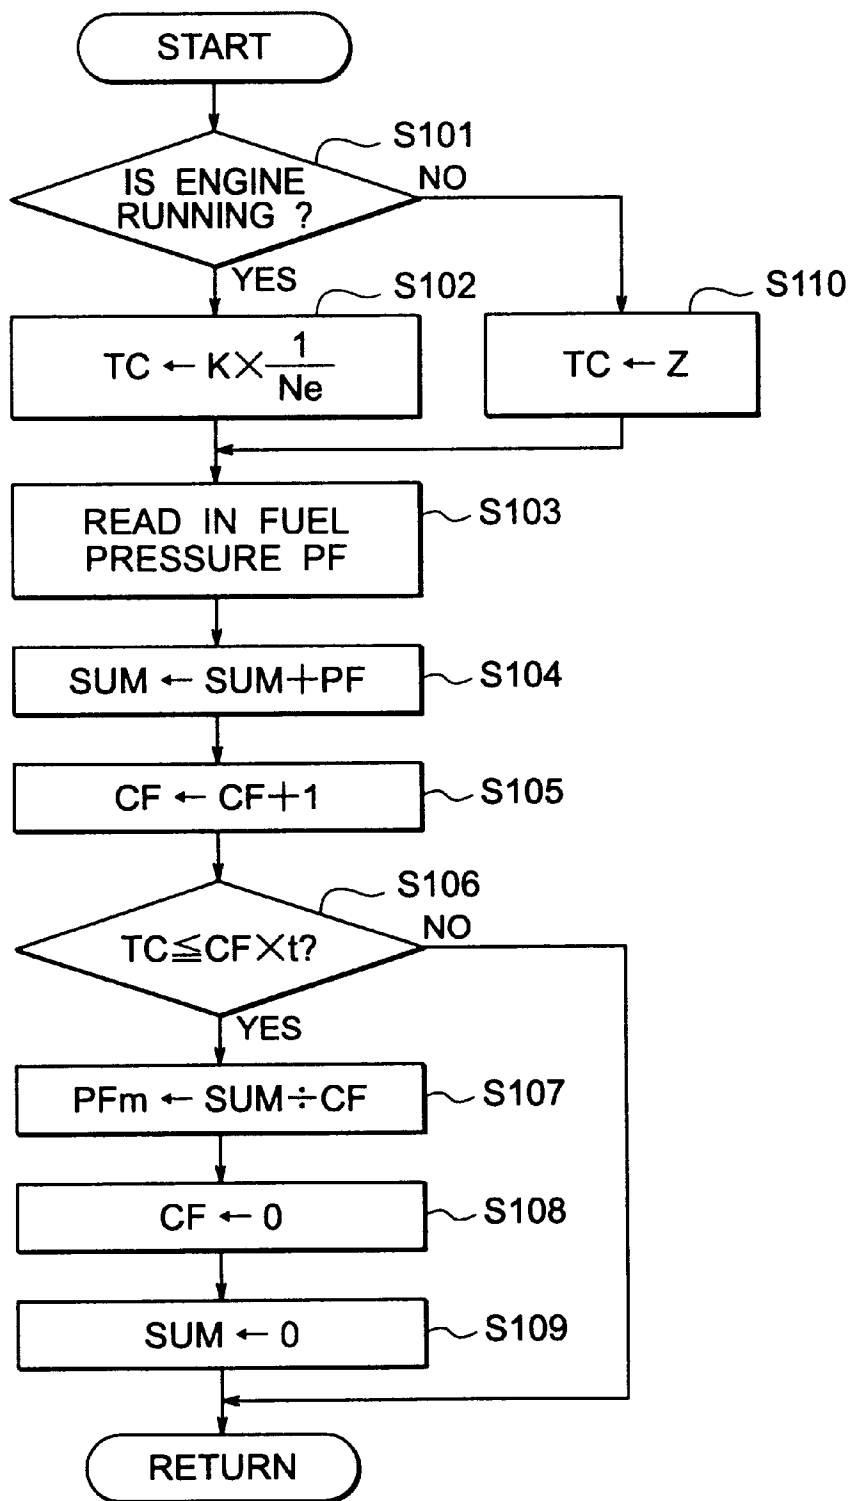 START
S101
IS ENGINE
RUNNING ?
NO
YES
S102
S110
TC ← K × 1/Ne
TC ← Z
READ IN FUEL
PRESSURE PF
S103
SUM ← SUM+PF
S104
CF ← CF+1
S105
S106
TC≦CF×t?
NO
YES
PFm ← SUM÷CF
S107
CF ← 0
S108
SUM ← 0
S109
RETURN